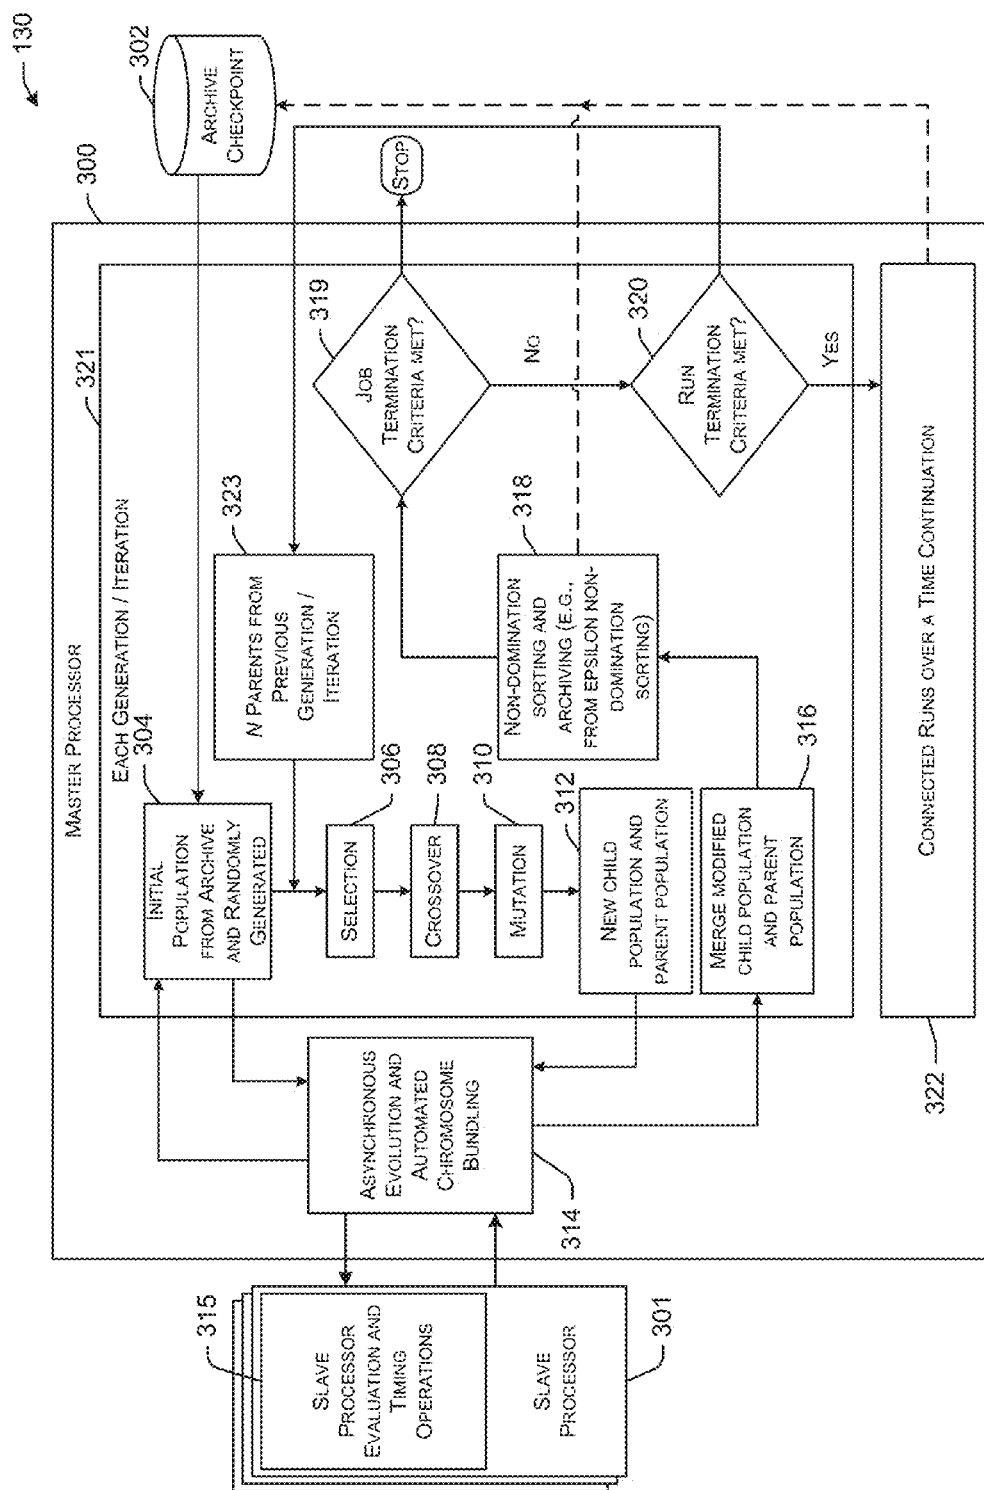 130
302
ARCHIVE
CHECKPOINT
300
MASTER PROCESSOR
321
EACH GENERATION / ITERATION
304
INITIAL
POPULATION
FROM ARCHIVE
AND RANDOMLY
GENERATED
323
N PARENTS FROM
PREVIOUS
GENERATION /
ITERATION
SELECTION
306
CROSSOVER
308
MUTATION
310
312
NEW CHILD
POPULATION AND
PARENT POPULATION
MERGE MODIFIED
CHILD POPULATION
AND PARENT
POPULATION
316
NON-DOMINATION
SORTING AND
ARCHIVING (E.G.,
FROM EPSILON NON-
DOMINATION
SORTING)
318
JOB
TERMINATION
CRITERIA MET?
319
STOP
NO
RUN
TERMINATION
CRITERIA MET?
320
YES
CONNECTED RUNS OVER A TIME CONTINUATION
322
ASYNCHRONOUS
EVOLUTION AND
AUTOMATED
CHROMOSOME
BUNDLING
314
315
SLAVE
PROCESSOR
EVALUATION AND
TIMING
OPERATIONS
SLAVE
PROCESSOR
301